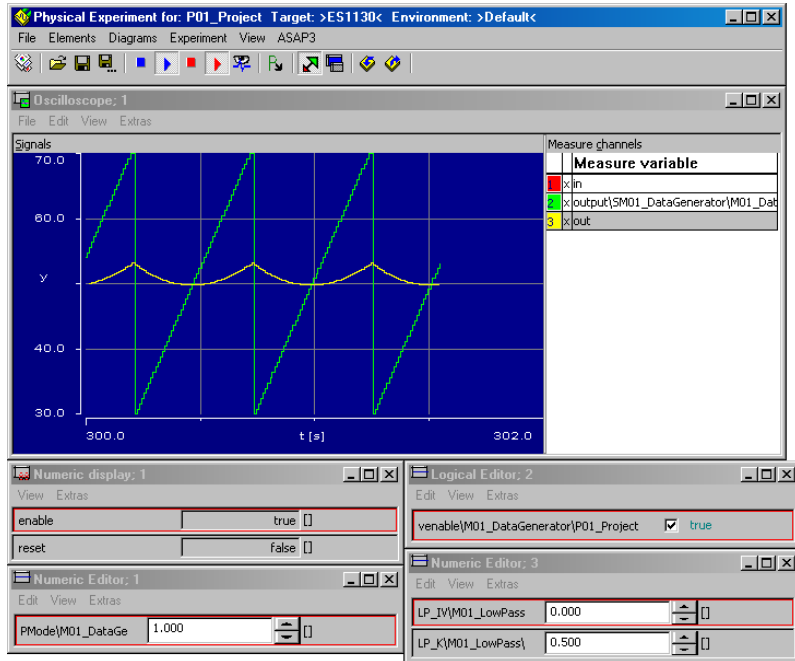 Physical Experiment for: P01_Project Target: >ES1130< Environment: >Default<
File Elements Diagrams Experiment View ASAP3
Oscilloscope; 1
File Edit View Extras
Signals
Measure channels
Measure variable
1 x in
2 x output\SM01_DataGenerator\M01_Dat
3 x out
70.0
60.0
y
40.0
30.0
300.0 t [s] 302.0
Numeric display; 1
View Extras
enable true []
reset false []
Numeric Editor; 1
Edit View Extras
PMode\M01_DataGe 1.000 []
Logical Editor; 2
Edit View Extras
venable\M01_DataGenerator\P01_Project true
Numeric Editor; 3
Edit View Extras
LP_IV\M01_LowPass 0.000 []
LP_K\M01_LowPass\ 0.500 []